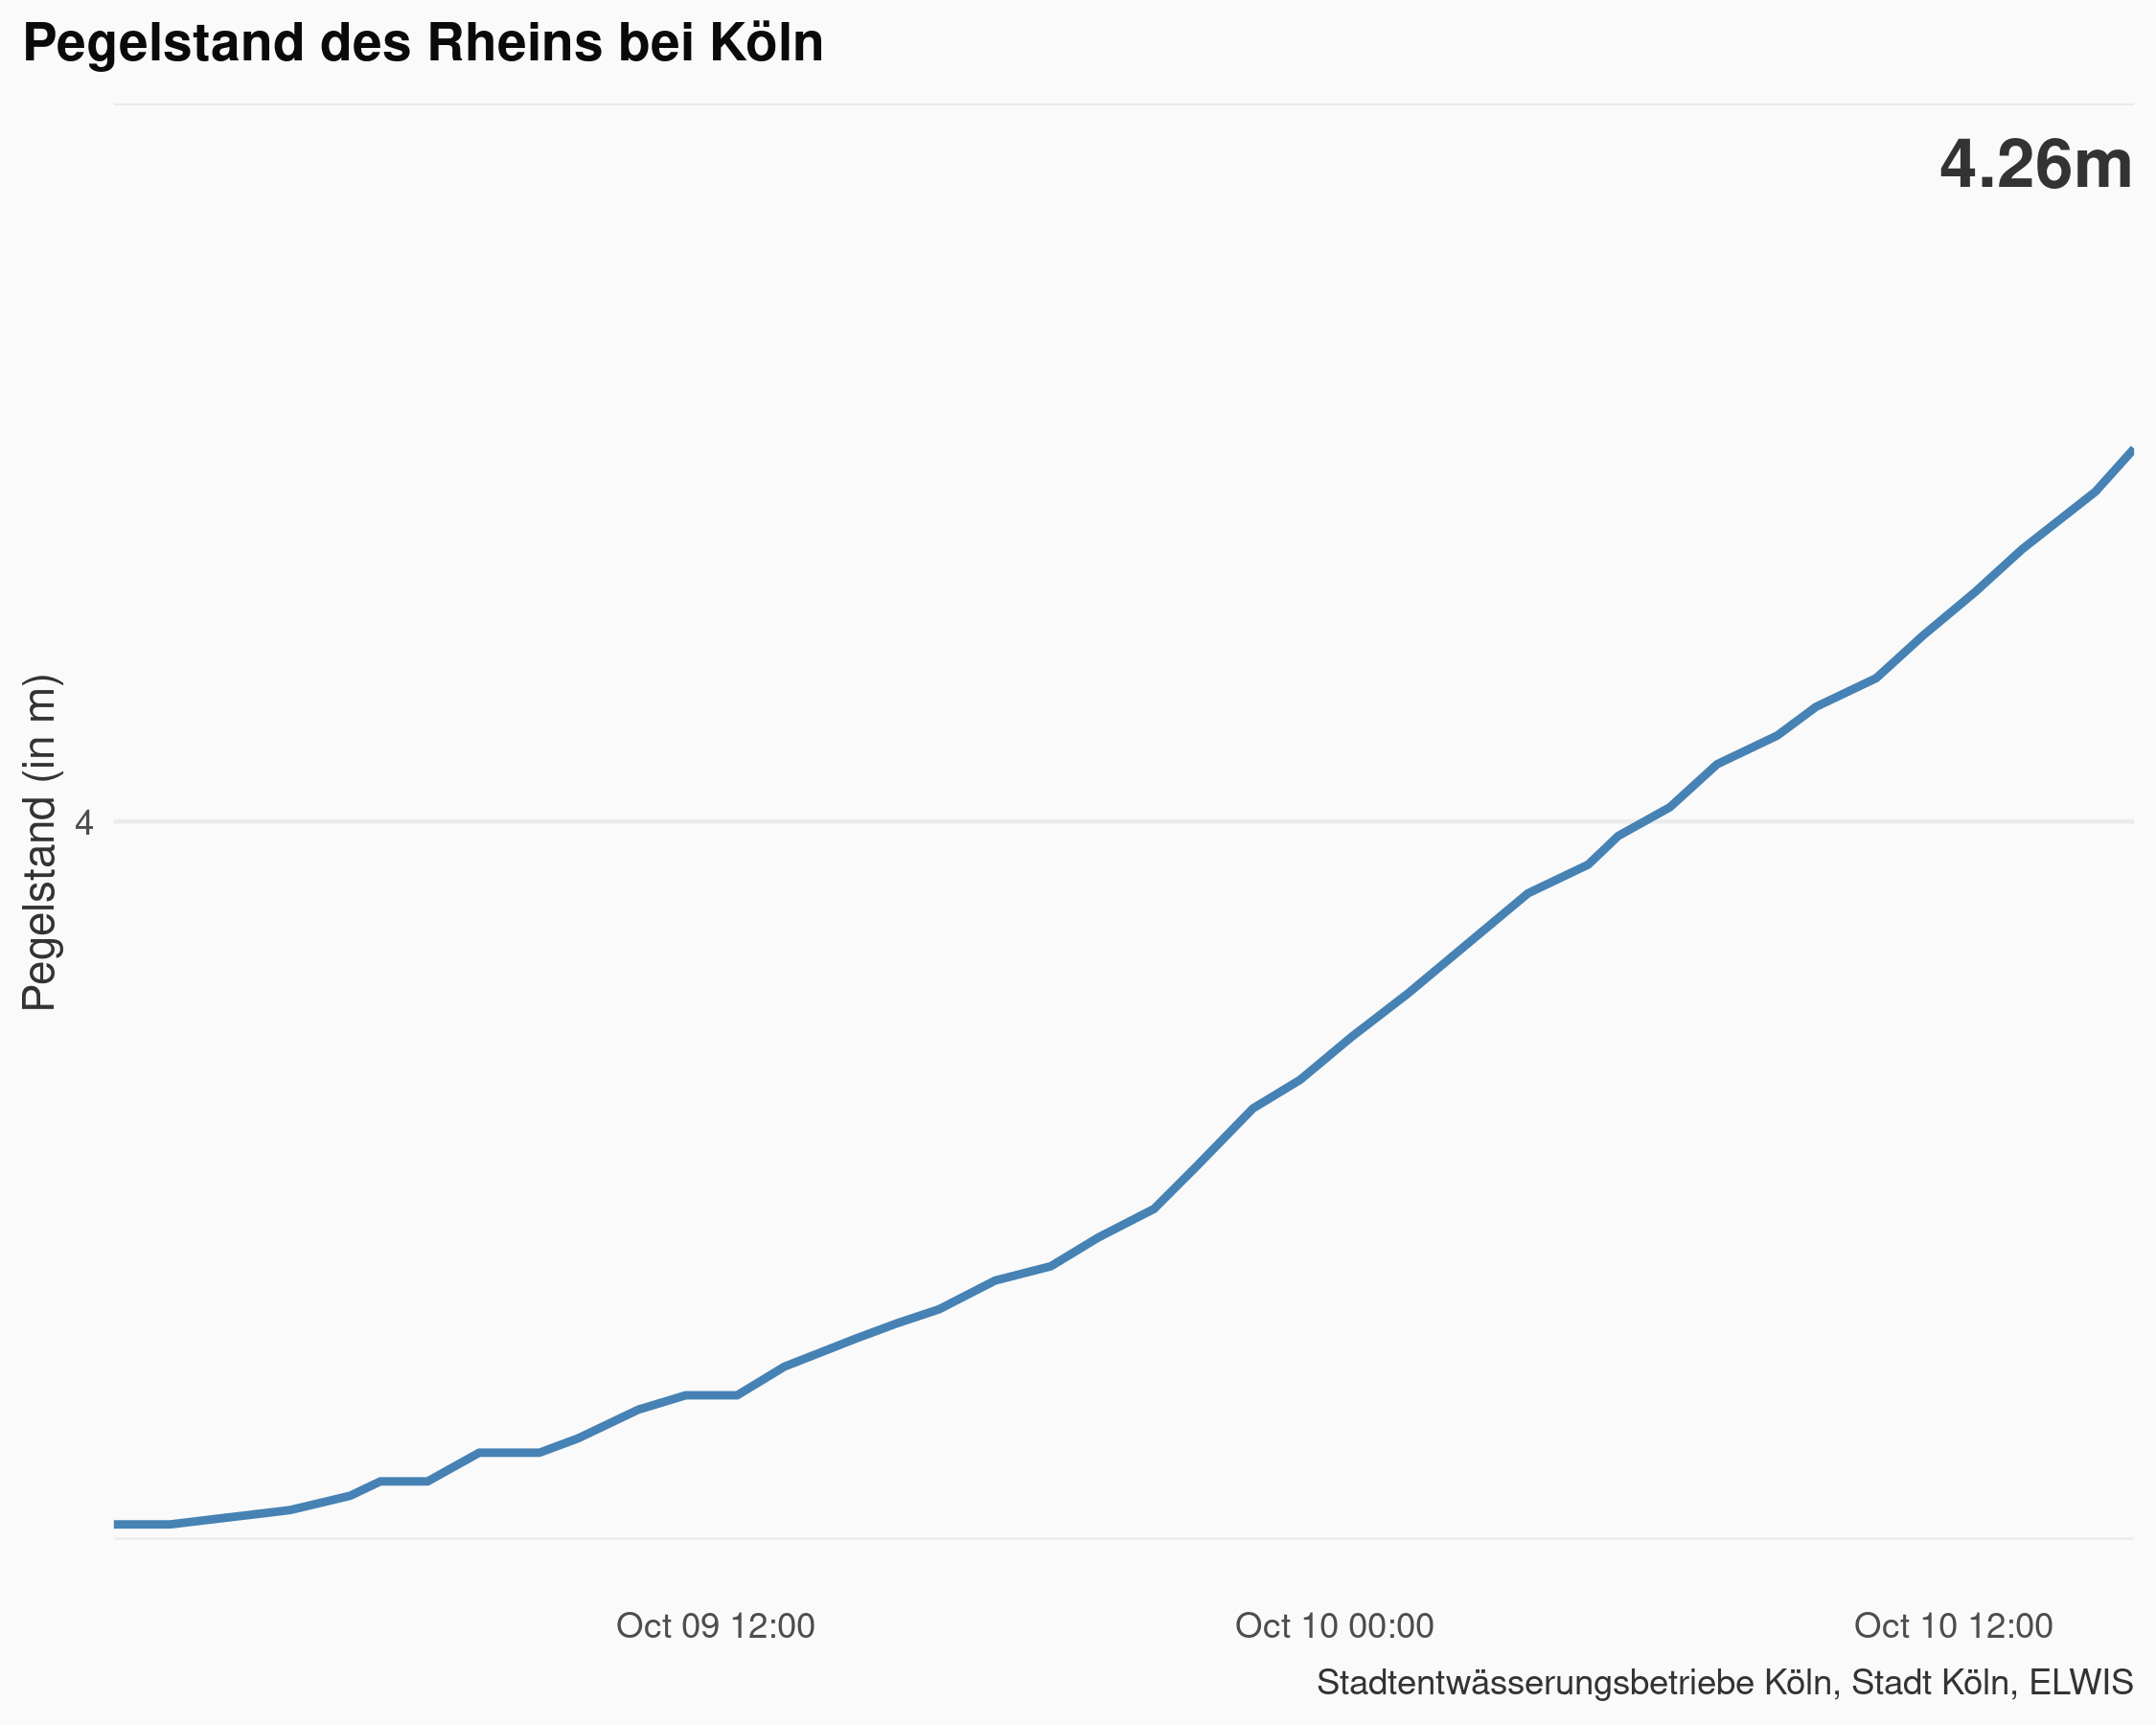 Pegelstand des Rheins bei Köln
4.26m
Pegelstand (in m)
4
Oct 09 12:00
Oct 10 00:00
Oct 10 12:00
Stadtentwässerungsbetriebe Köln, Stadt Köln, ELWIS